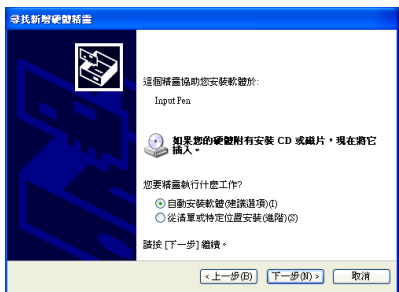 尋找新增硬體精靈
這個精靈協助您安裝軟體於:
Input Pen
如果您的硬體附有安裝 CD 或磁片，現在將它
插入。
您要精靈執行什麼工作?
自動安裝軟體(建議選項)(I)
從清單或特定位置安裝(進階)(S)
請按 [下一步] 繼續。
< 上一步(B)
下一步(N) >
取消